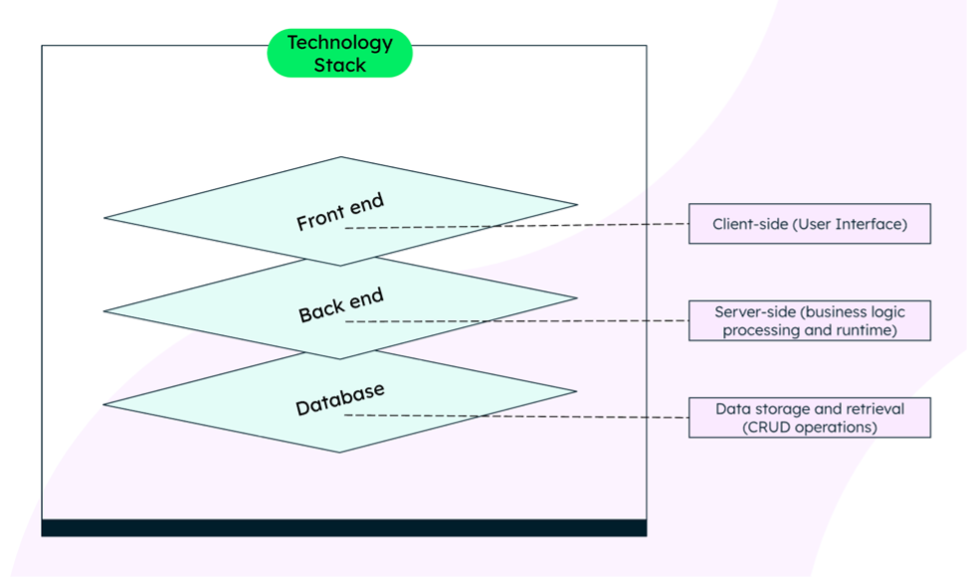 Technology
Stack
Front end
Client-side (User Interface)
Back end
Server-side (business logic
processing and runtime)
Database
Data storage and retrieval
(CRUD operations)